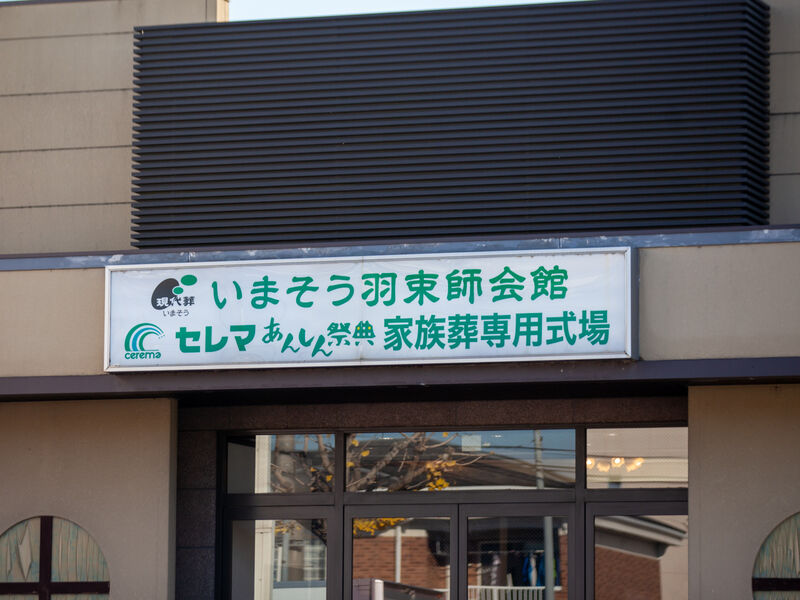 現代葬
いまそう
いまそう羽束師会館
cerema
セレマあんしん祭典 家族葬専用式場